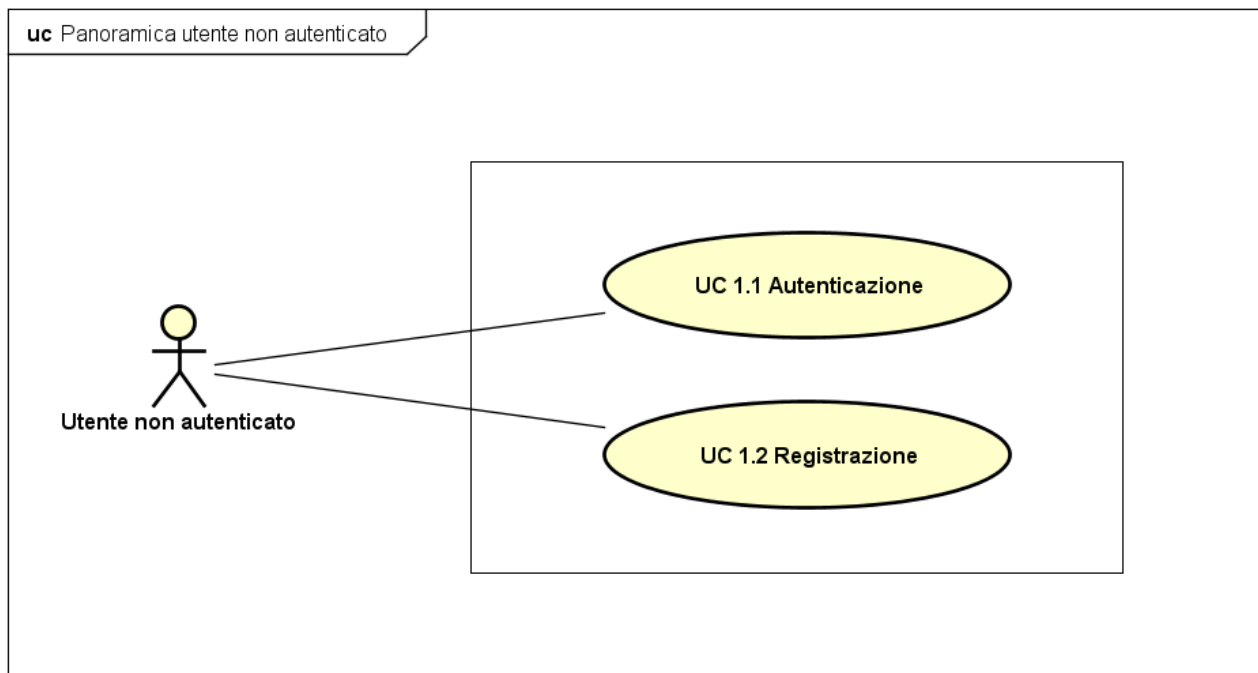 uc Panoramica utente non autenticato
UC 1.1 Autenticazione
Utente non autenticato
UC 1.2 Registrazione